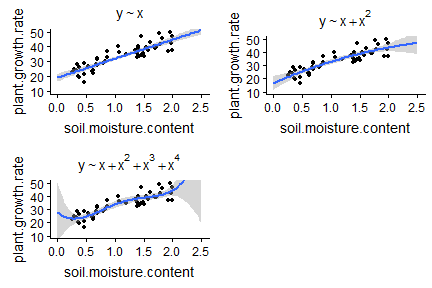 y ~ x
plant.growth.rate
50
40
30
20
10
0.0 0.5 1.0 1.5 2.0 2.5
soil.moisture.content
y ~ x + x²
plant.growth.rate
50
40
30
20
10
0.0 0.5 1.0 1.5 2.0 2.5
soil.moisture.content
y ~ x + x² + x³ + x⁴
plant.growth.rate
50
40
30
20
10
0.0 0.5 1.0 1.5 2.0 2.5
soil.moisture.content